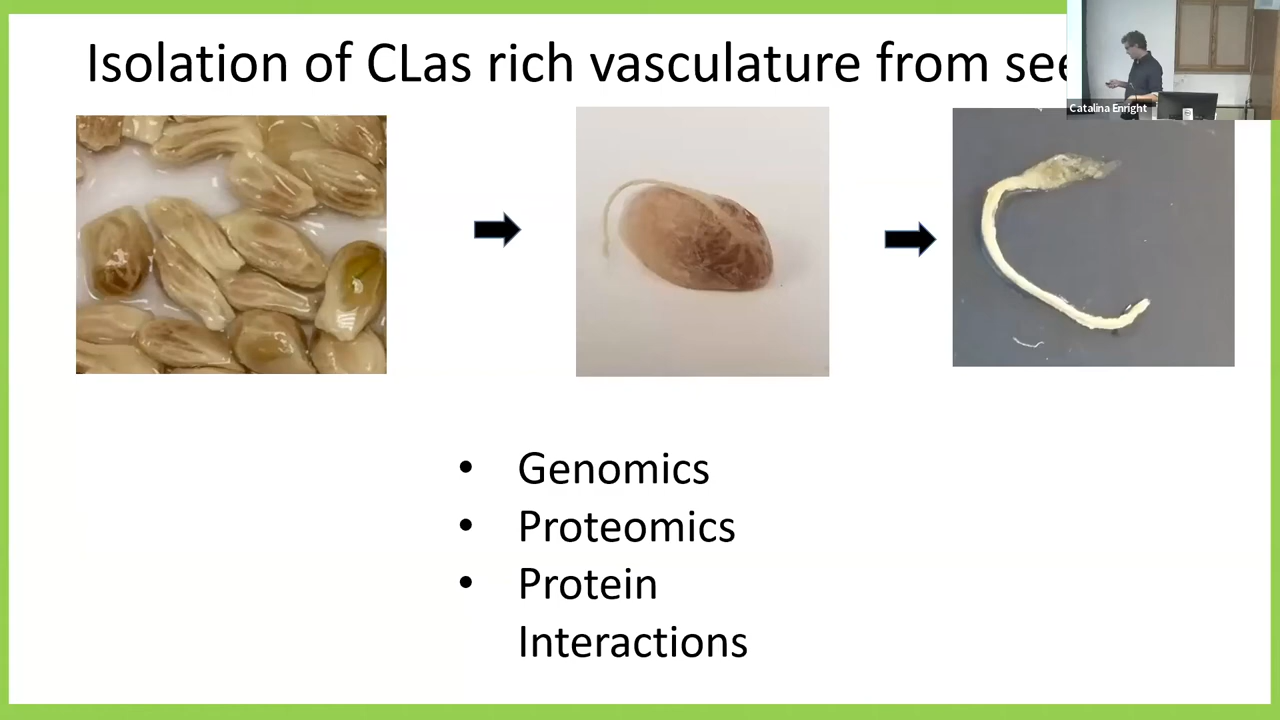 Isolation of CLas rich vasculature from see
Catalina Enright
• Genomics
• Proteomics
• Protein
Interactions